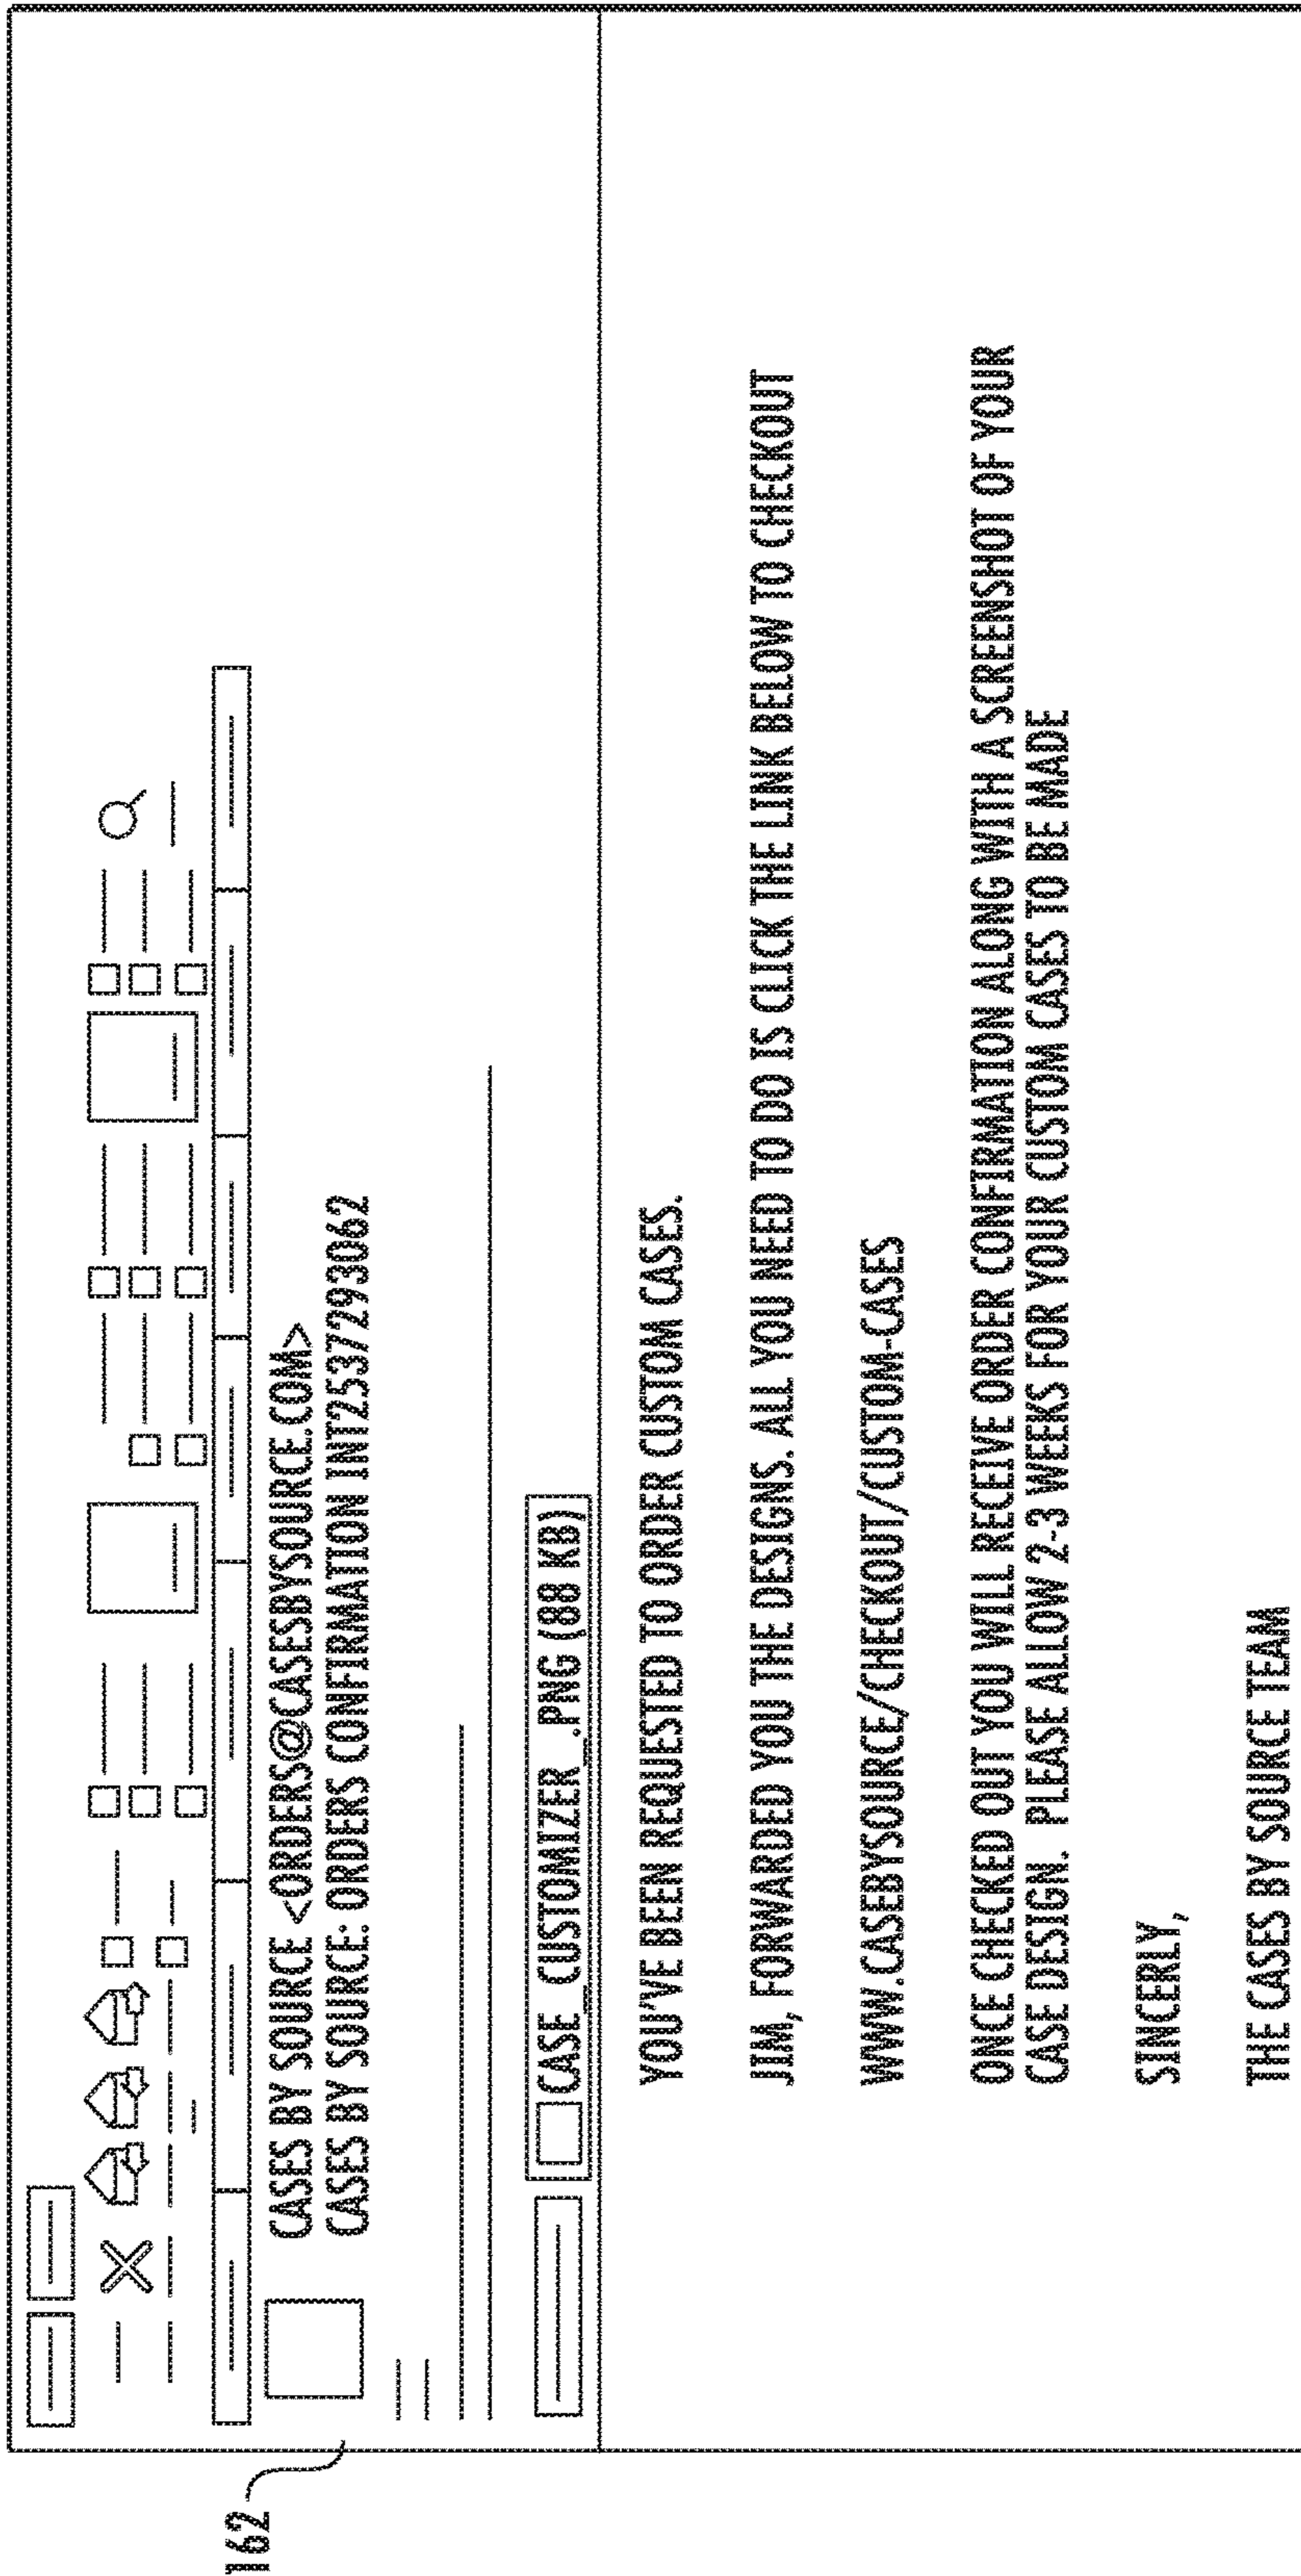 162
CASES BY SOURCE <ORDERS@CASESBYSOURCE.COM>
CASES BY SOURCE: ORDERS CONFIRMATION INT2537293062
CASE_CUSTOMIZER_.PNG (88 KB)
YOU'VE BEEN REQUESTED TO ORDER CUSTOM CASES.
JIM, FORWARDED YOU THE DESIGNS. ALL YOU NEED TO DO IS CLICK THE LINK BELOW TO CHECKOUT
WWW.CASEBYSOURCE/CHECKOUT/CUSTOM-CASES
ONCE CHECKED OUT YOU WILL RECEIVE ORDER CONFIRMATION ALONG WITH A SCREENSHOT OF YOUR
CASE DESIGN. PLEASE ALLOW 2-3 WEEKS FOR YOUR CUSTOM CASES TO BE MADE
SINCERLY,
THE CASES BY SOURCE TEAM